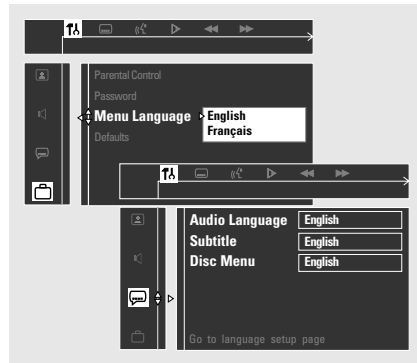 Parental Control
Password
Menu Language
English
Français
Defaults
Audio Language English
Subtitle English
Disc Menu English
Go to language setup page